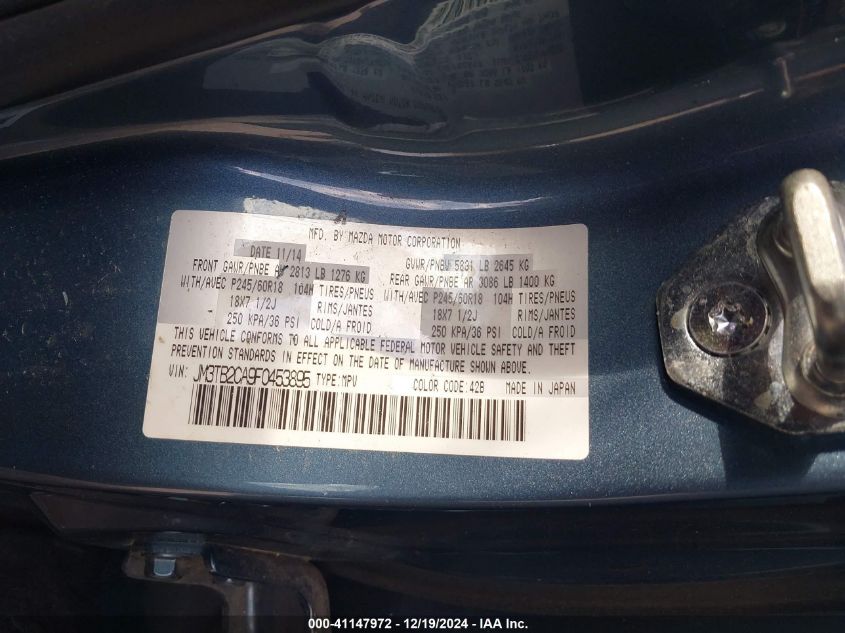 MFD. BY MAZDA MOTOR CORPORATION
DATE 11/14 GVWR/PNBV 5831 LB 2645 KG
FRONT GAWR/PNBE AV 2813 LB 1276 KG REAR GAWR/PNBE AR 3086 LB 1400 KG
WITH/AVEC P245/60R18 104H TIRES/PNEUS WITH/AVEC P245/60R18 104H TIRES/PNEUS
18X7 1/2J RIMS/JANTES 18X7 1/2J RIMS/JANTES
250 KPA/36 PSI COLD/A FROID 250 KPA/36 PSI COLD/A FROID
THIS VEHICLE CONFORMS TO ALL APPLICABLE FEDERAL MOTOR VEHICLE SAFETY AND THEFT
PREVENTION STANDARDS IN EFFECT ON THE DATE OF MANUFACTURE SHOWN ABOVE.
VIN: JM3TB2CA9F0453895 TYPE:MPV COLOR CODE:42B MADE IN JAPAN
000-41147972 - 12/19/2024 - IAA Inc.